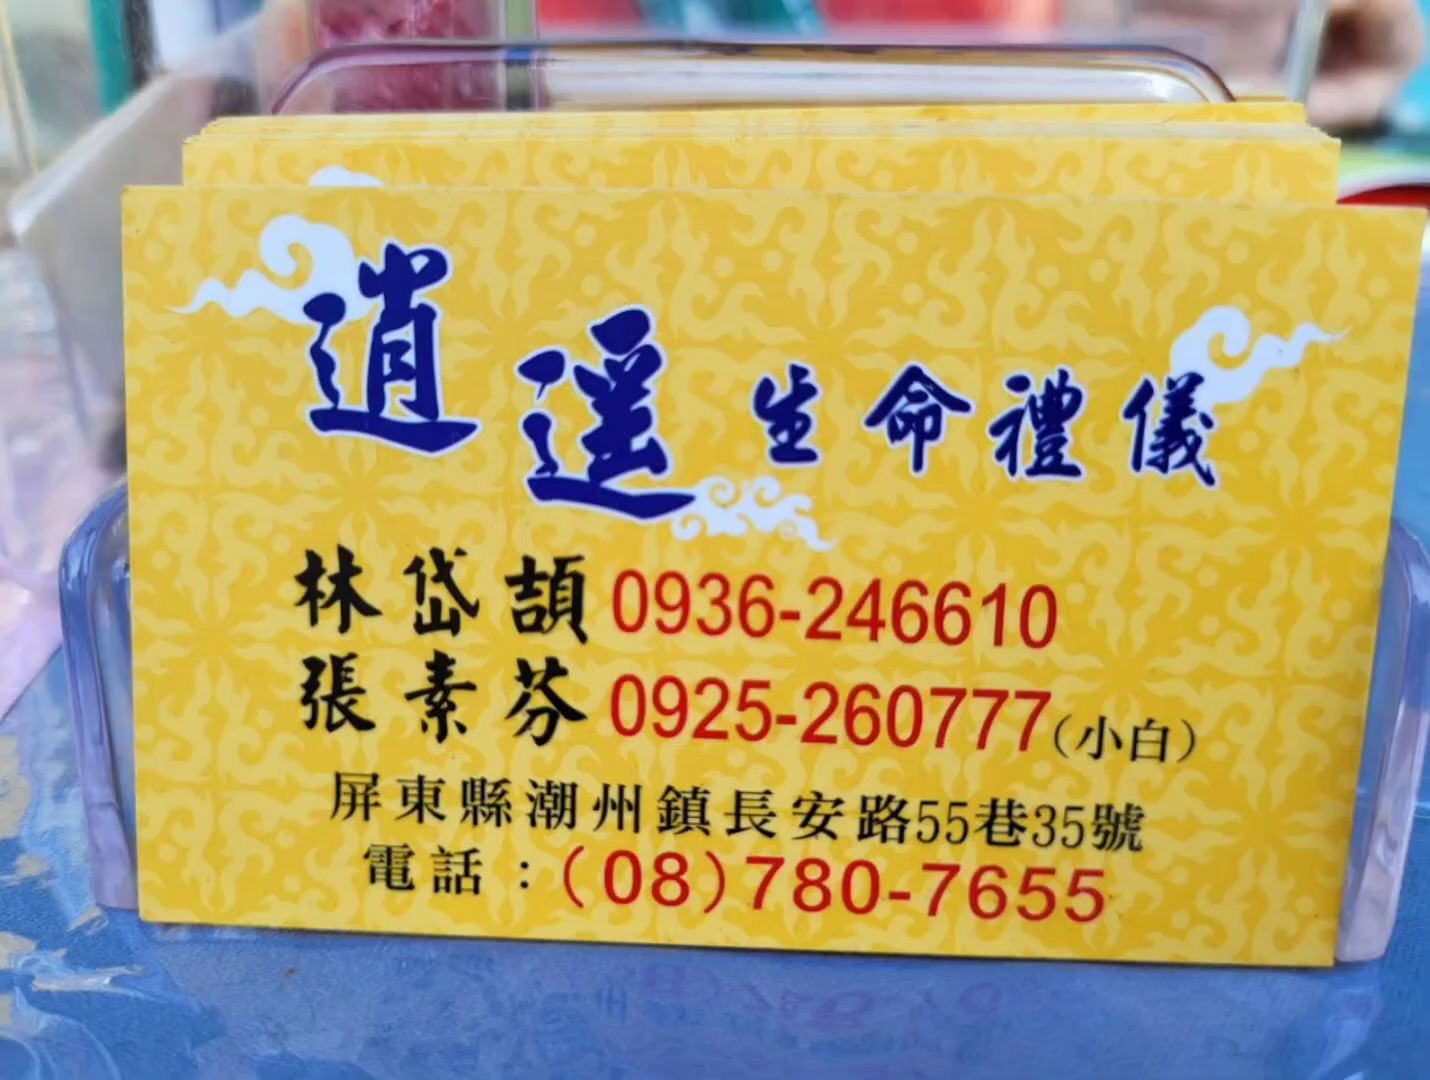 逍遥生命禮儀
林岱頡 0936-246610
張素芬 0925-260777(小白)
屏東縣潮州鎮長安路55巷35號
電話：(08)780-7655